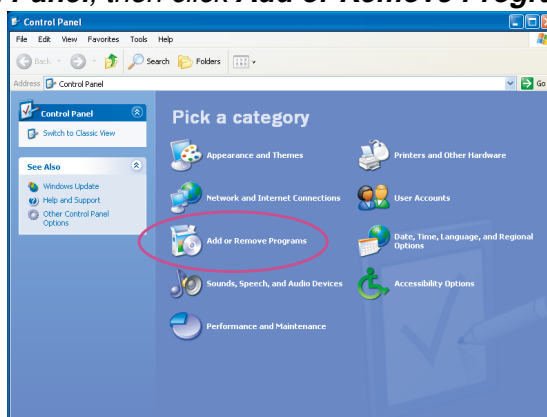 Panel, then click Add or Remove Progr
Control Panel
File Edit View Favorites Tools Help
Back Search Folders
Address Control Panel Go
Control Panel
Switch to Classic View
See Also
Windows Update
Help and Support
Other Control Panel
Options
Pick a category
Appearance and Themes
Printers and Other Hardware
Network and Internet Connections
User Accounts
Add or Remove Programs
Date, Time, Language, and Regional
Options
Sounds, Speech, and Audio Devices
Accessibility Options
Performance and Maintenance